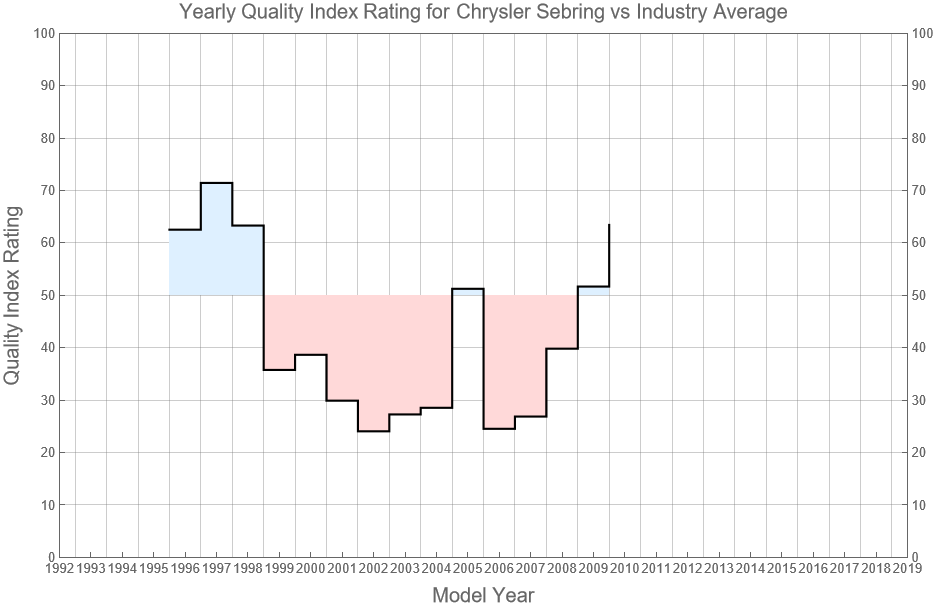 Yearly Quality Index Rating for Chrysler Sebring vs Industry Average
100 100
90 90
80 80
70 70
60 60
50 50
40 40
30 30
20 20
10 10
0 0
Quality Index Rating
1992 1993 1994 1995 1996 1997 1998 1999 2000 2001 2002 2003 2004 2005 2006 2007 2008 2009 2010 2011 2012 2013 2014 2015 2016 2017 2018 2019
Model Year